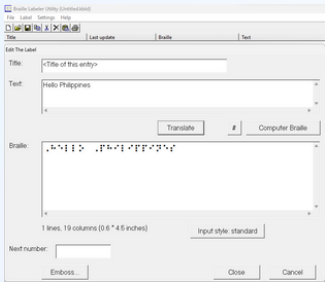 Braille Labeler Utility (Untitled.label)
File Label Settings Help
Title Last update Braille Text
Edit The Label
Title: <Title of this entry>
Text: Hello Philippines
Translate # Computer Braille
Braille: ⠠⠓⠑⠇⠇⠕ ⠠⠏⠓⠊⠇⠊⠏⠏⠊⠝⠑⠎
1 lines, 19 columns (0.6 * 4.5 inches)
Input style: standard
Next number:
Emboss... Close Cancel